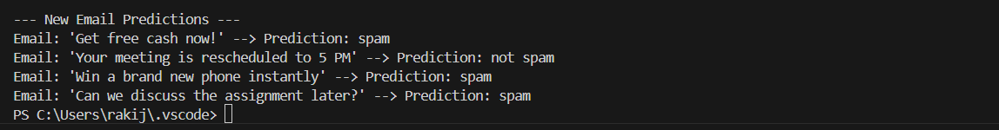 --- New Email Predictions ---
Email: 'Get free cash now!' --> Prediction: spam
Email: 'Your meeting is rescheduled to 5 PM' --> Prediction: not spam
Email: 'Win a brand new phone instantly' --> Prediction: spam
Email: 'Can we discuss the assignment later?' --> Prediction: spam
PS C:\Users\rakij\.vscode>